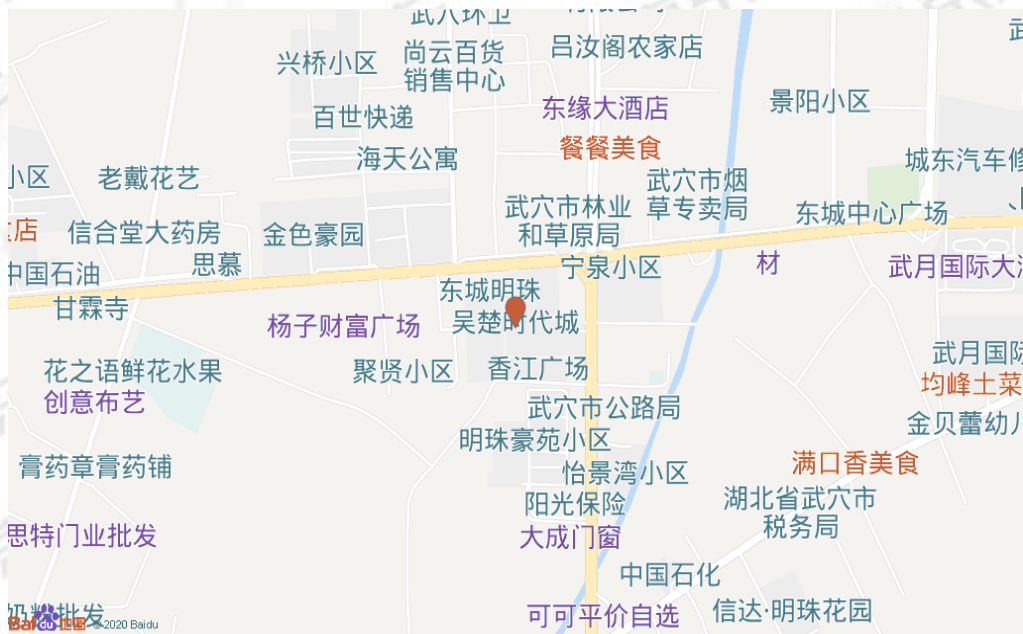 武穴环卫
兴桥小区
尚云百货
销售中心
吕汝阁农家店
百世快递
东缘大酒店
景阳小区
海天公寓
餐餐美食
小区
老戴花艺
武穴市烟
草专卖局
城东汽车修
武穴市林业
和草原局
东城中心广场
店
信合堂大药房
金色豪园
中国石油
思慕
宁泉小区
材
武月国际大
甘霖寺
东城明珠
杨子财富广场
吴楚时代城
花之语鲜花水果
创意布艺
聚贤小区
香江广场
武月国际
均峰土菜
武穴市公路局
金贝蕾幼儿
明珠豪苑小区
膏药章膏药铺
怡景湾小区
满口香美食
阳光保险
湖北省武穴市
税务局
思特门业批发
大成门窗
中国石化
奶粉批发
可可平价自选
信达·明珠花园
Baidu地图 © 2020 Baidu